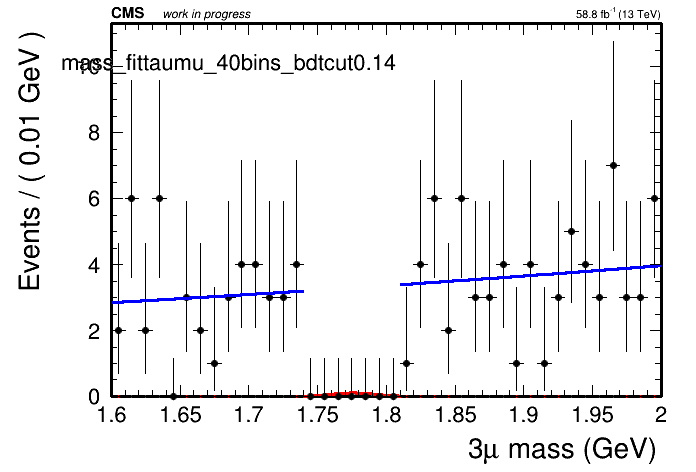 CMS work in progress 58.8 fb⁻¹ (13 TeV)
mass_fittaumu_40bins_bdtcut0.14
Events / ( 0.01 GeV )
10
8
6
4
2
0
1.6 1.65 1.7 1.75 1.8 1.85 1.9 1.95 2
3μ mass (GeV)